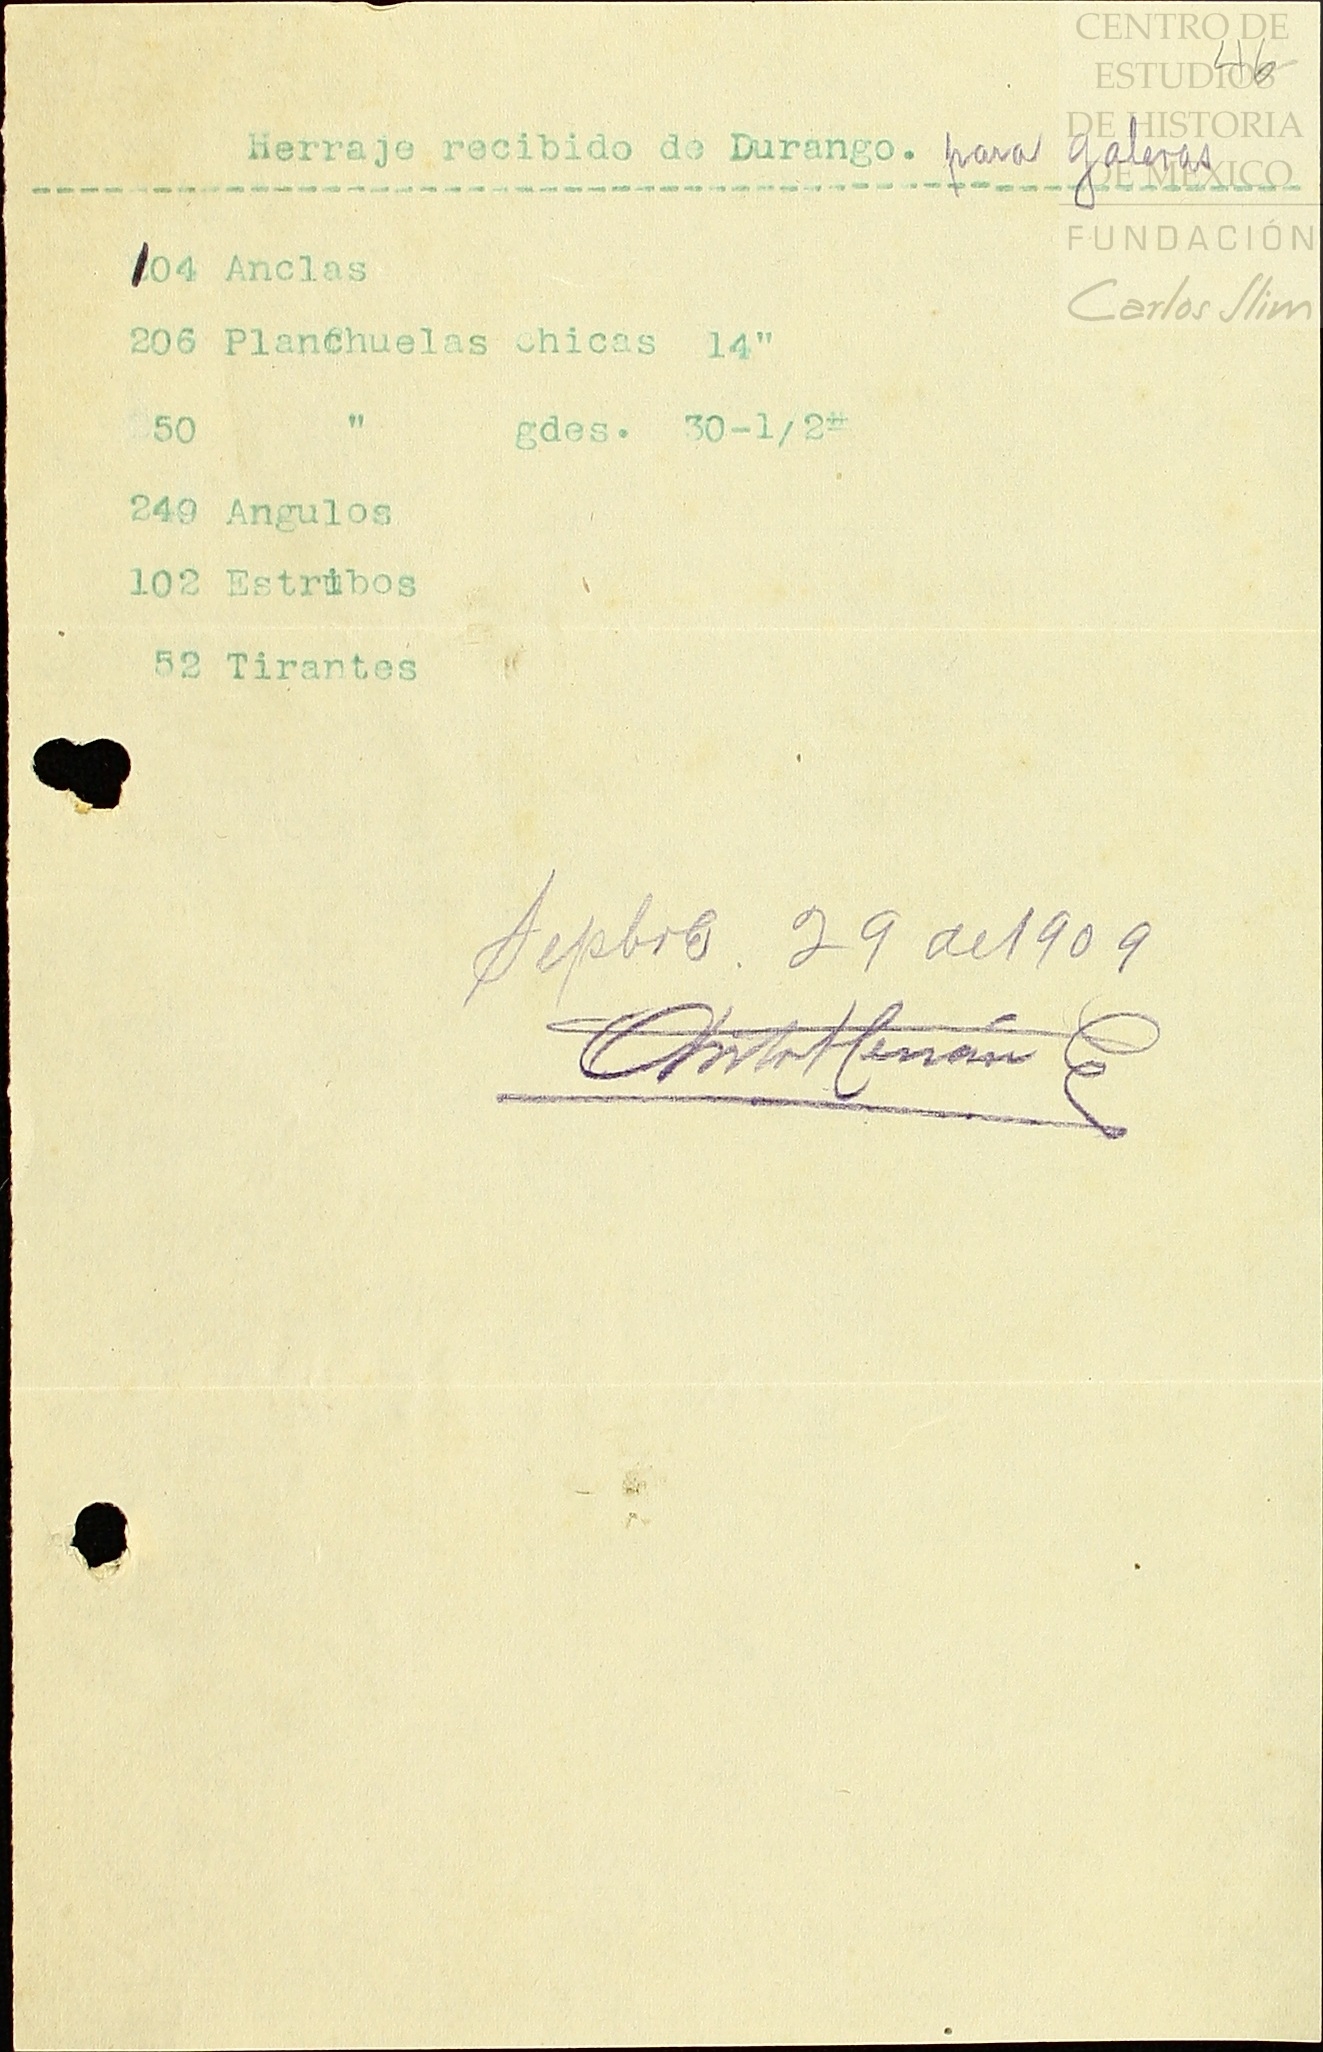 CENTRO DE
ESTUDIOS
DE HISTORIA
DE MÉXICO
FUNDACIÓN
Carlos Slim
46
Herraje recibido de Durango. para galeras
104 Anclas
206 Planchuelas chicas 14"
50 " gdes. 30-1/2"
249 Angulos
102 Estribos
52 Tirantes
Sepbre. 29 de 1909